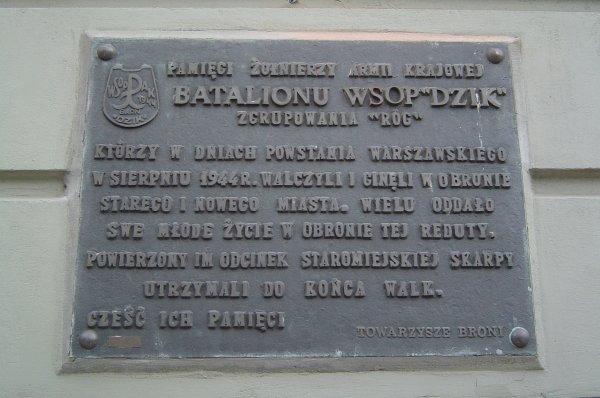 PAMIĘCI ŻOŁNIERZY ARMII KRAJOWEJ
BATALIONU WSOP "DZIK"
ZGRUPOWANIA "RÓG"
KTÓRZY W DNIACH POWSTANIA WARSZAWSKIEGO
W SIERPNIU 1944 R. WALCZYLI I GINĘLI W OBRONIE
STAREGO I NOWEGO MIASTA. WIELU ODDAŁO
SWE MŁODE ŻYCIE W OBRONIE TEJ REDUTY.
POWIERZONY IM ODCINEK STAROMIEJSKIEJ SKARPY
UTRZYMALI DO KOŃCA WALK.
CZEŚĆ ICH PAMIĘCI
TOWARZYSZE BRONI
"DZIK"